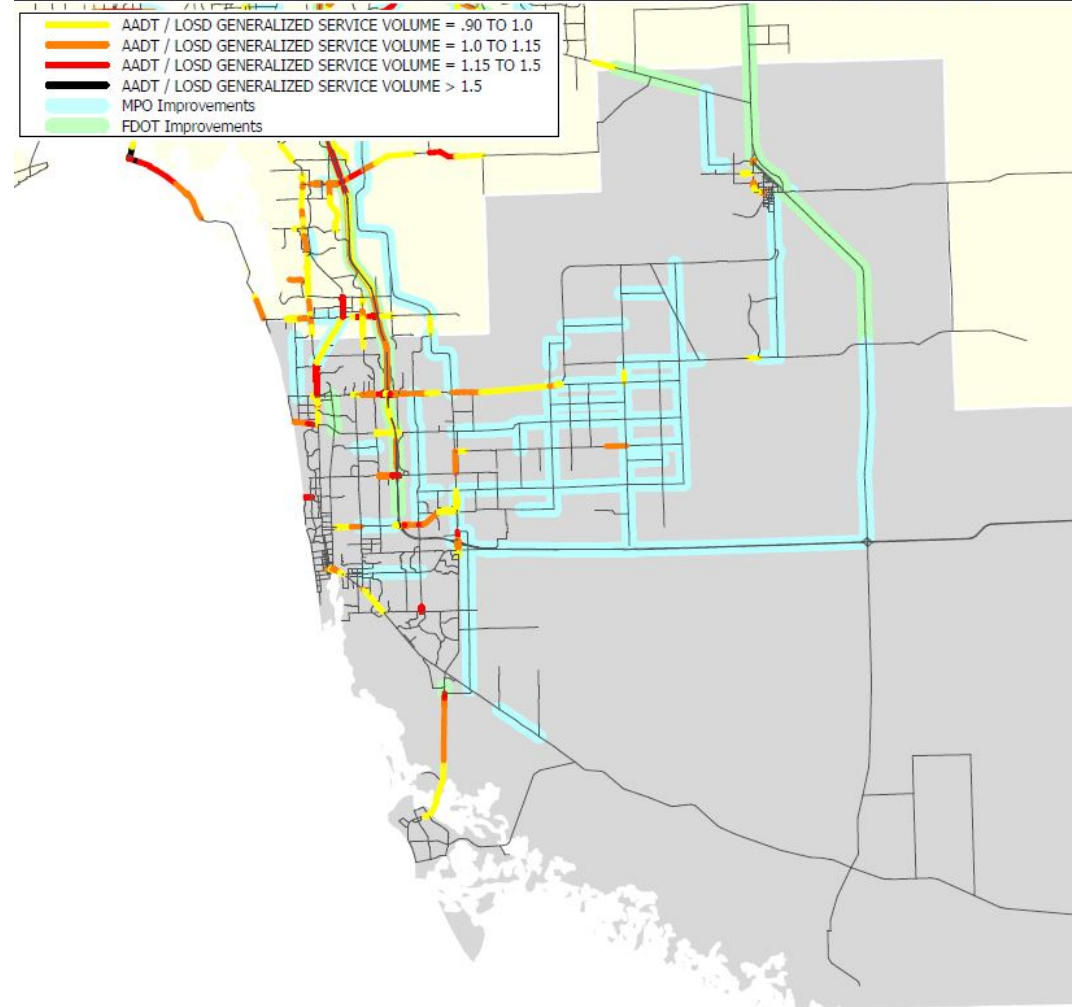 AADT / LOSD GENERALIZED SERVICE VOLUME = .90 TO 1.0
AADT / LOSD GENERALIZED SERVICE VOLUME = 1.0 TO 1.15
AADT / LOSD GENERALIZED SERVICE VOLUME = 1.15 TO 1.5
AADT / LOSD GENERALIZED SERVICE VOLUME > 1.5
MPO Improvements
FDOT Improvements